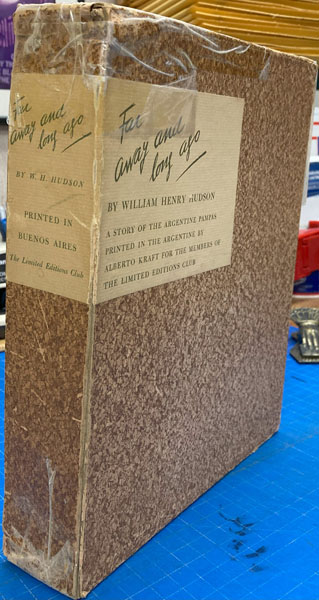 Far
away and
long ago
BY W. H. HUDSON
PRINTED IN
BUENOS AIRES
The Limited Editions Club
Far
away and
long ago
BY WILLIAM HENRY HUDSON
A STORY OF THE ARGENTINE PAMPAS
PRINTED IN THE ARGENTINE BY
ALBERTO KRAFT FOR THE MEMBERS OF
THE LIMITED EDITIONS CLUB